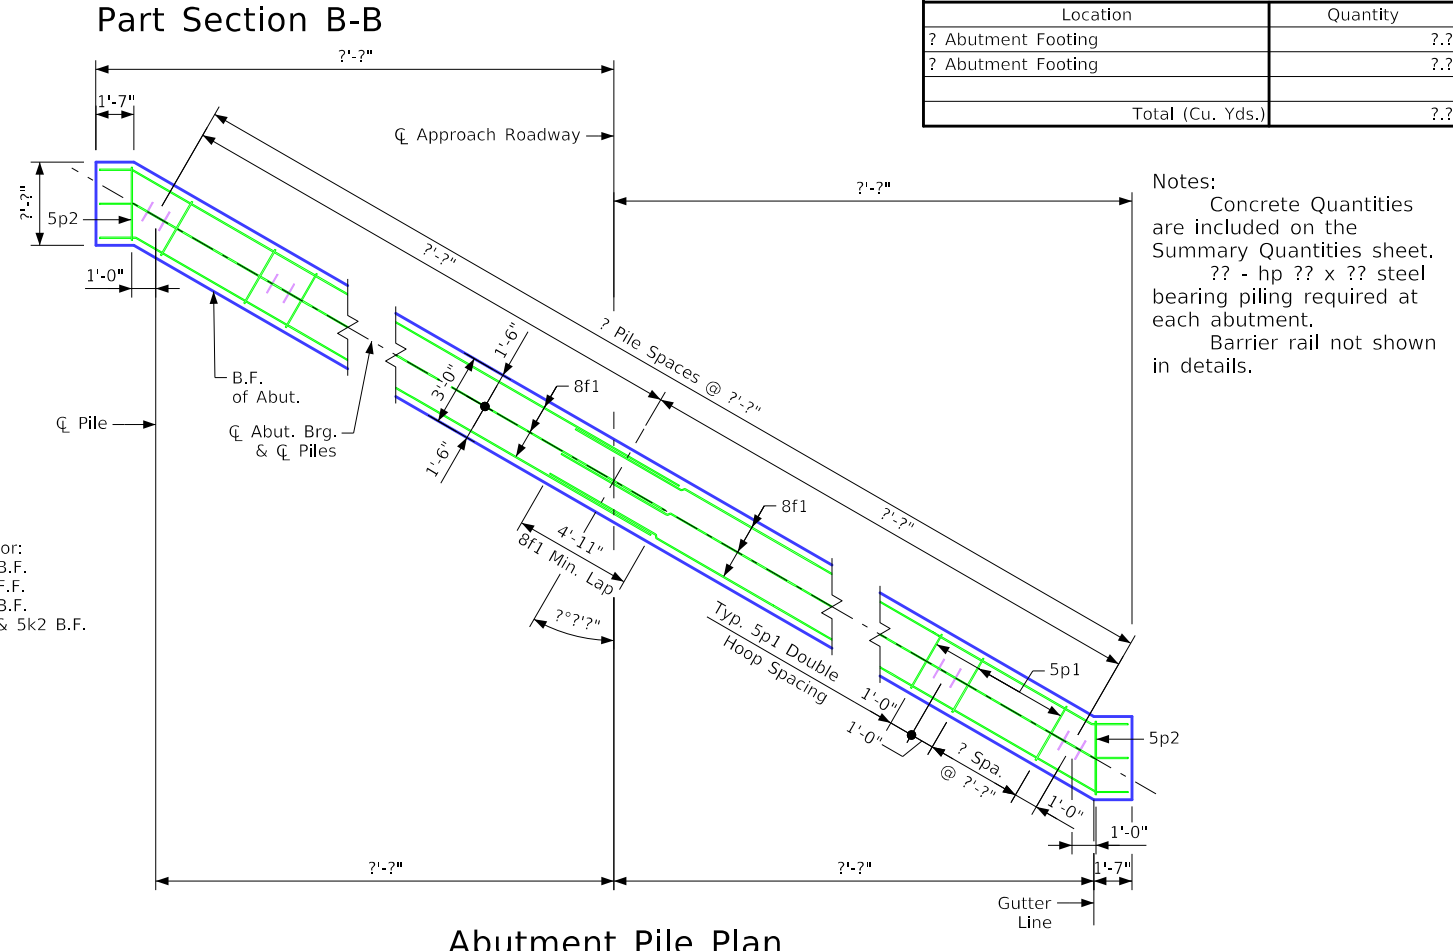 Part Section B-B
Location Quantity
? Abutment Footing ?.?
? Abutment Footing ?.?
Total (Cu. Yds.) ?.?
?'-?"
1'-7"
℄ Approach Roadway
?'-?"
?'-?"
5p2
1'-0"
?'-?"
Notes:
Concrete Quantities
are included on the
Summary Quantities sheet.
?? - hp ?? x ?? steel
bearing piling required at
each abutment.
Barrier rail not shown
in details.
? Pile Spaces @ ?'-?"
1'-6"
3'-0"
1'-6"
8f1
B.F.
of Abut.
℄ Pile
℄ Abut. Brg.
& ℄ Piles
8f1
?'-?"
4'-11"
8f1 Min. Lap
or:
B.F.
F.F.
B.F.
& 5k2 B.F.
?°?'?"
Typ. 5p1 Double
Hoop Spacing
5p1
1'-0"
1'-0"
5p2
? Spa.
@ ?'-?"
1'-0"
1'-0"
?'-?"
?'-?"
1'-7"
Gutter
Line
Abutment Pile Plan